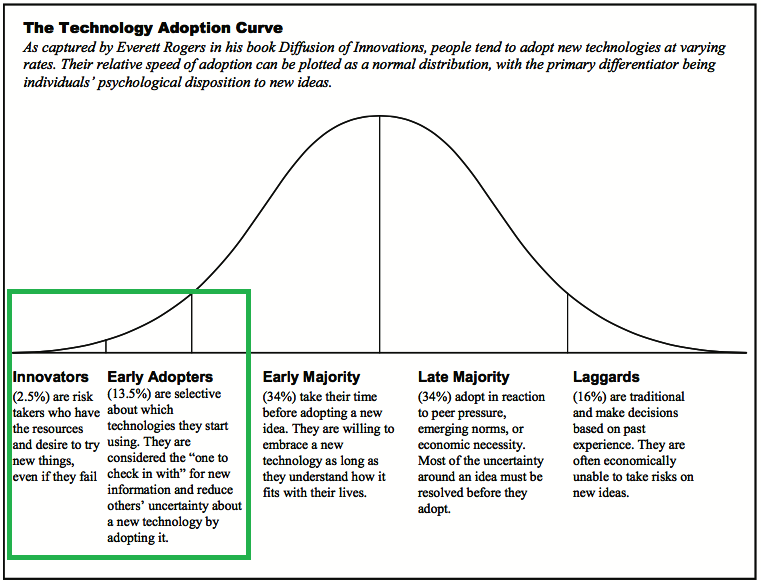 The Technology Adoption Curve
As captured by Everett Rogers in his book Diffusion of Innovations, people tend to adopt new technologies at varying
rates. Their relative speed of adoption can be plotted as a normal distribution, with the primary differentiator being
individuals' psychological disposition to new ideas.
Innovators
(2.5%) are risk
takers who have
the resources
and desire to try
new things,
even if they fail
Early Adopters
(13.5%) are selective
about which
technologies they start
using. They are
considered the "one to
check in with" for new
information and reduce
others' uncertainty about
a new technology by
adopting it.
Early Majority
(34%) take their time
before adopting a new
idea. They are willing to
embrace a new
technology as long as
they understand how it
fits with their lives.
Late Majority
(34%) adopt in reaction
to peer pressure,
emerging norms, or
economic necessity.
Most of the uncertainty
around an idea must be
resolved before they
adopt.
Laggards
(16%) are traditional
and make decisions
based on past
experience. They are
often economically
unable to take risks on
new ideas.